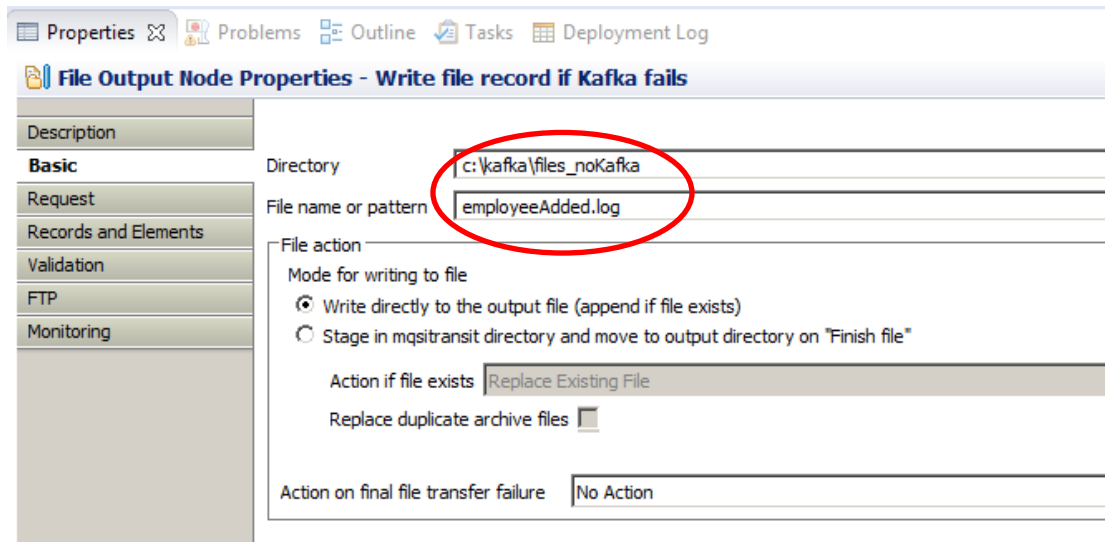 Properties Problems Outline Tasks Deployment Log
File Output Node Properties - Write file record if Kafka fails
Description
Basic
Request
Records and Elements
Validation
FTP
Monitoring
Directory c:\kafka\files_noKafka
File name or pattern employeeAdded.log
File action
Mode for writing to file
Write directly to the output file (append if file exists)
Stage in mqsitransit directory and move to output directory on "Finish file"
Action if file exists Replace Existing File
Replace duplicate archive files
Action on final file transfer failure No Action